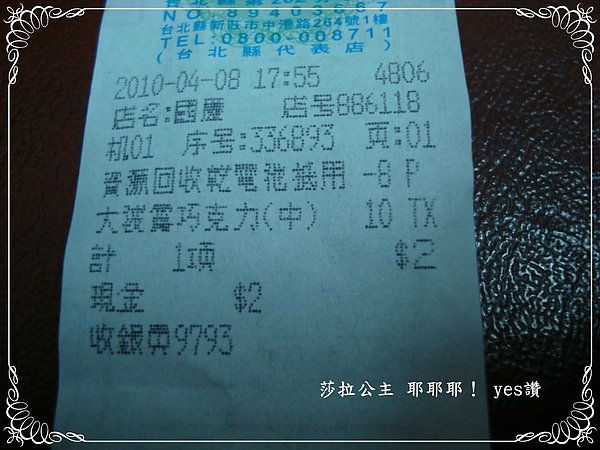 台北縣新莊市中港路264號1樓
TEL:0800-008711
(台北縣代表店)
2010-04-08 17:55 4806
店名:國慶 店号886118
机01 序号:336893 頁:01
資源回收乾電池抵用 -8 P
大波露巧克力(中) 10 TX
計 1項 $2
現金 $2
收銀員9793
莎拉公主 耶耶耶！ yes讚